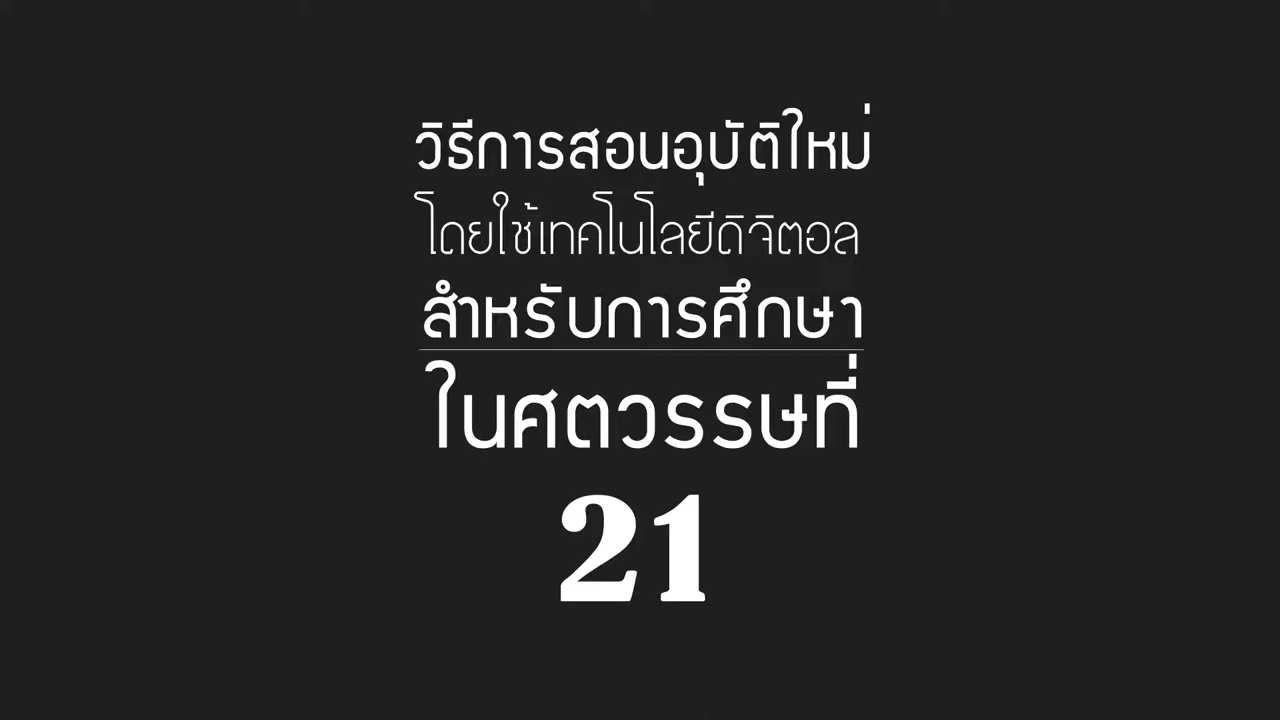 วิธีการสอนอุบัติใหม่
โดยใช้เทคโนโลยีดิจิตอล
สำหรับการศึกษา
ในศตวรรษที่
21